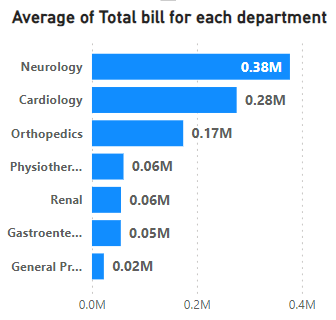 Average of Total bill for each department
Neurology 0.38M
Cardiology 0.28M
Orthopedics 0.17M
Physiother... 0.06M
Renal 0.06M
Gastroente... 0.05M
General Pr... 0.02M
0.0M 0.2M 0.4M